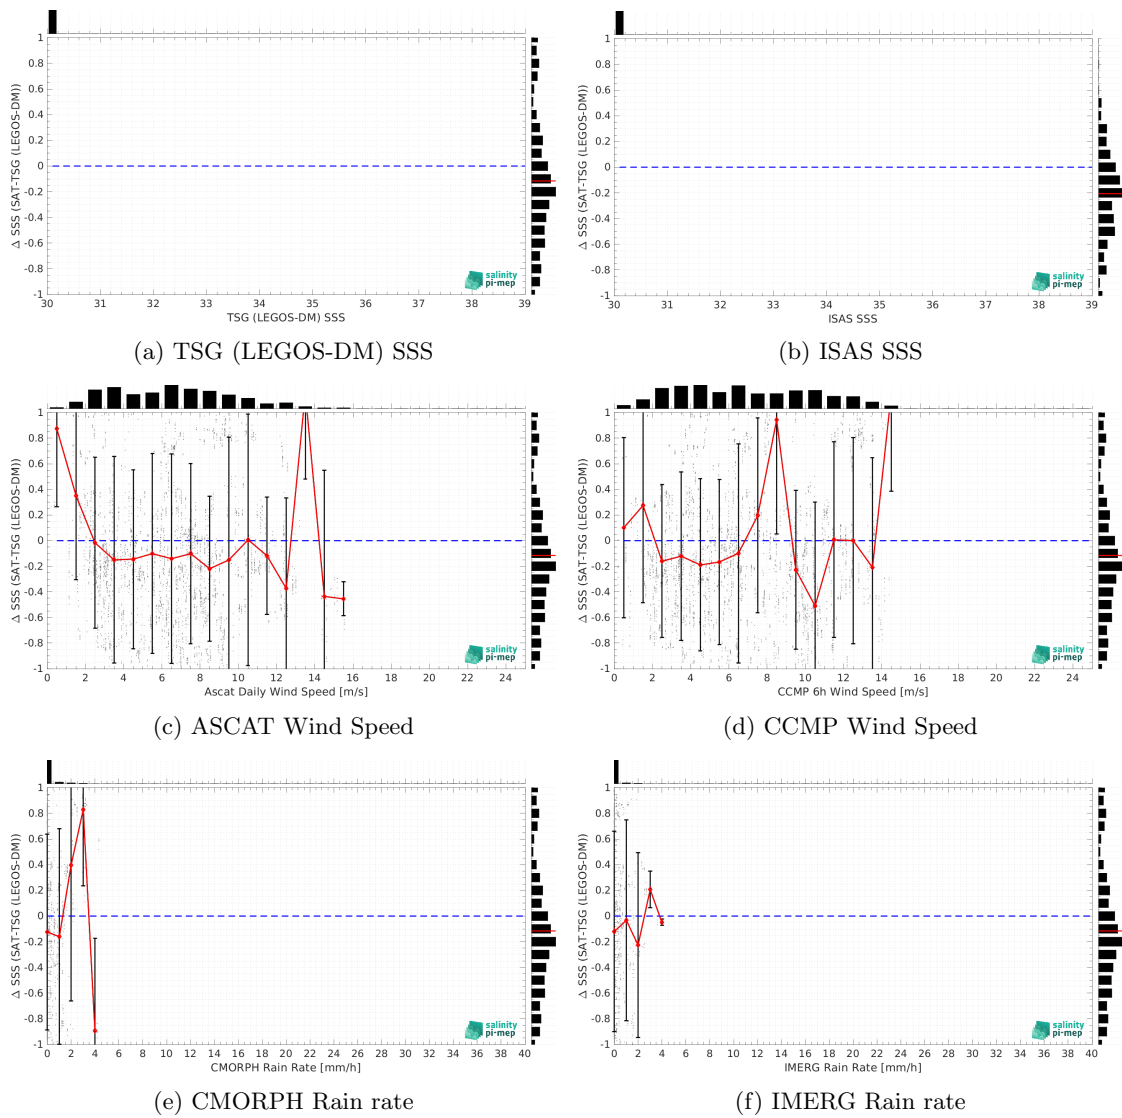 1
0.8
0.6
0.4
0.2
0
-0.2
-0.4
-0.6
-0.8
-1
Δ SSS (SAT-TSG (LEGOS-DM))
30 31 32 33 34 35 36 37 38 39
TSG (LEGOS-DM) SSS
salinity
pi-mep
(a) TSG (LEGOS-DM) SSS
1
0.8
0.6
0.4
0.2
0
-0.2
-0.4
-0.6
-0.8
-1
Δ SSS (SAT-TSG (LEGOS-DM))
30 31 32 33 34 35 36 37 38 39
ISAS SSS
salinity
pi-mep
(b) ISAS SSS
1
0.8
0.6
0.4
0.2
0
-0.2
-0.4
-0.6
-0.8
-1
Δ SSS (SAT-TSG (LEGOS-DM))
0 2 4 6 8 10 12 14 16 18 20 22 24
Ascat Daily Wind Speed [m/s]
salinity
pi-mep
(c) ASCAT Wind Speed
1
0.8
0.6
0.4
0.2
0
-0.2
-0.4
-0.6
-0.8
-1
Δ SSS (SAT-TSG (LEGOS-DM))
0 2 4 6 8 10 12 14 16 18 20 22 24
CCMP 6h Wind Speed [m/s]
salinity
pi-mep
(d) CCMP Wind Speed
1
0.8
0.6
0.4
0.2
0
-0.2
-0.4
-0.6
-0.8
-1
Δ SSS (SAT-TSG (LEGOS-DM))
0 2 4 6 8 10 12 14 16 18 20 22 24 26 28 30 32 34 36 38 40
CMORPH Rain Rate [mm/h]
salinity
pi-mep
(e) CMORPH Rain rate
1
0.8
0.6
0.4
0.2
0
-0.2
-0.4
-0.6
-0.8
-1
Δ SSS (SAT-TSG (LEGOS-DM))
0 2 4 6 8 10 12 14 16 18 20 22 24 26 28 30 32 34 36 38 40
IMERG Rain Rate [mm/h]
salinity
pi-mep
(f) IMERG Rain rate